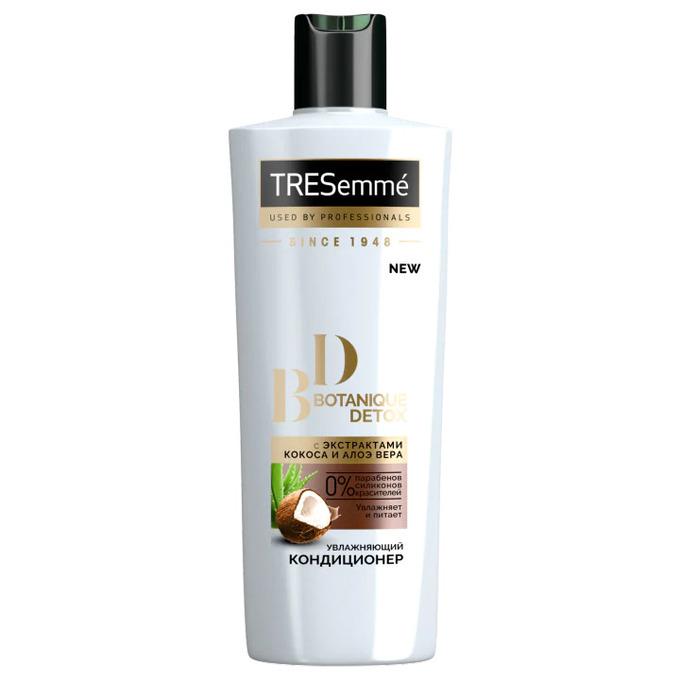 TRESemmé
USED BY PROFESSIONALS
SINCE 1948
NEW
BD
BOTANIQUE
DETOX
с ЭКСТРАКТАМИ
КОКОСА И АЛОЭ ВЕРА
0% парабенов
силиконов
красителей
Увлажняет
и питает
УВЛАЖНЯЮЩИЙ
КОНДИЦИОНЕР